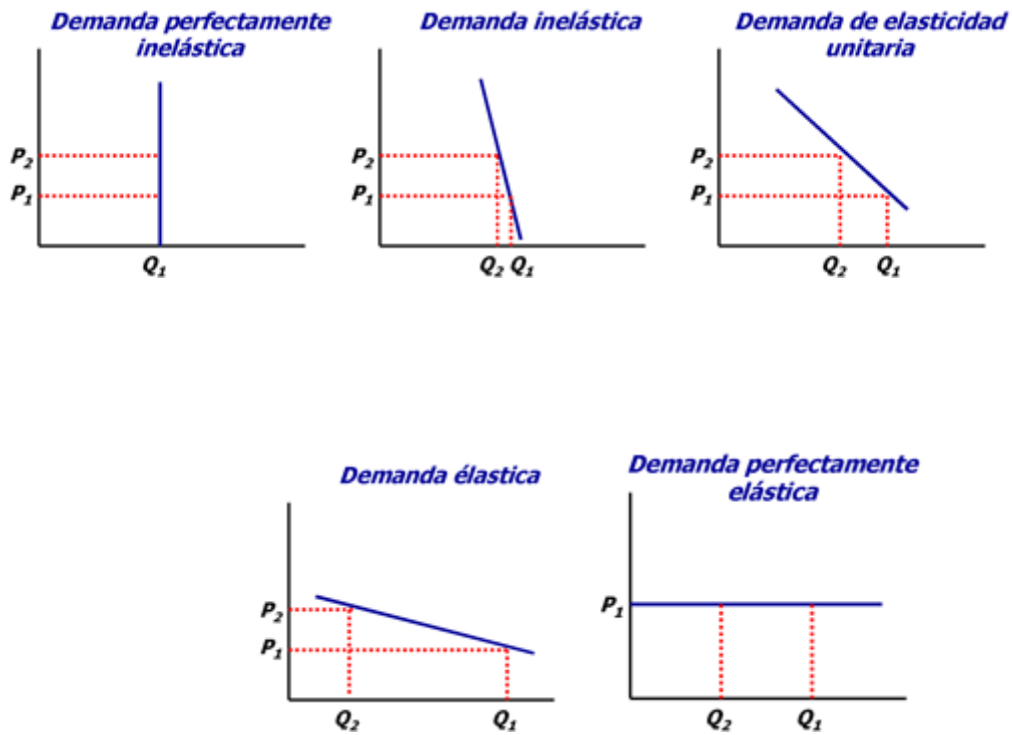 Demanda perfectamente
inelástica
Demanda inelástica
Demanda de elasticidad
unitaria
P₂
P₁
Q₁
P₂
P₁
Q₂ Q₁
P₂
P₁
Q₂ Q₁
Demanda élastica
Demanda perfectamente
elástica
P₂
P₁
Q₂ Q₁
P₁
Q₂ Q₁